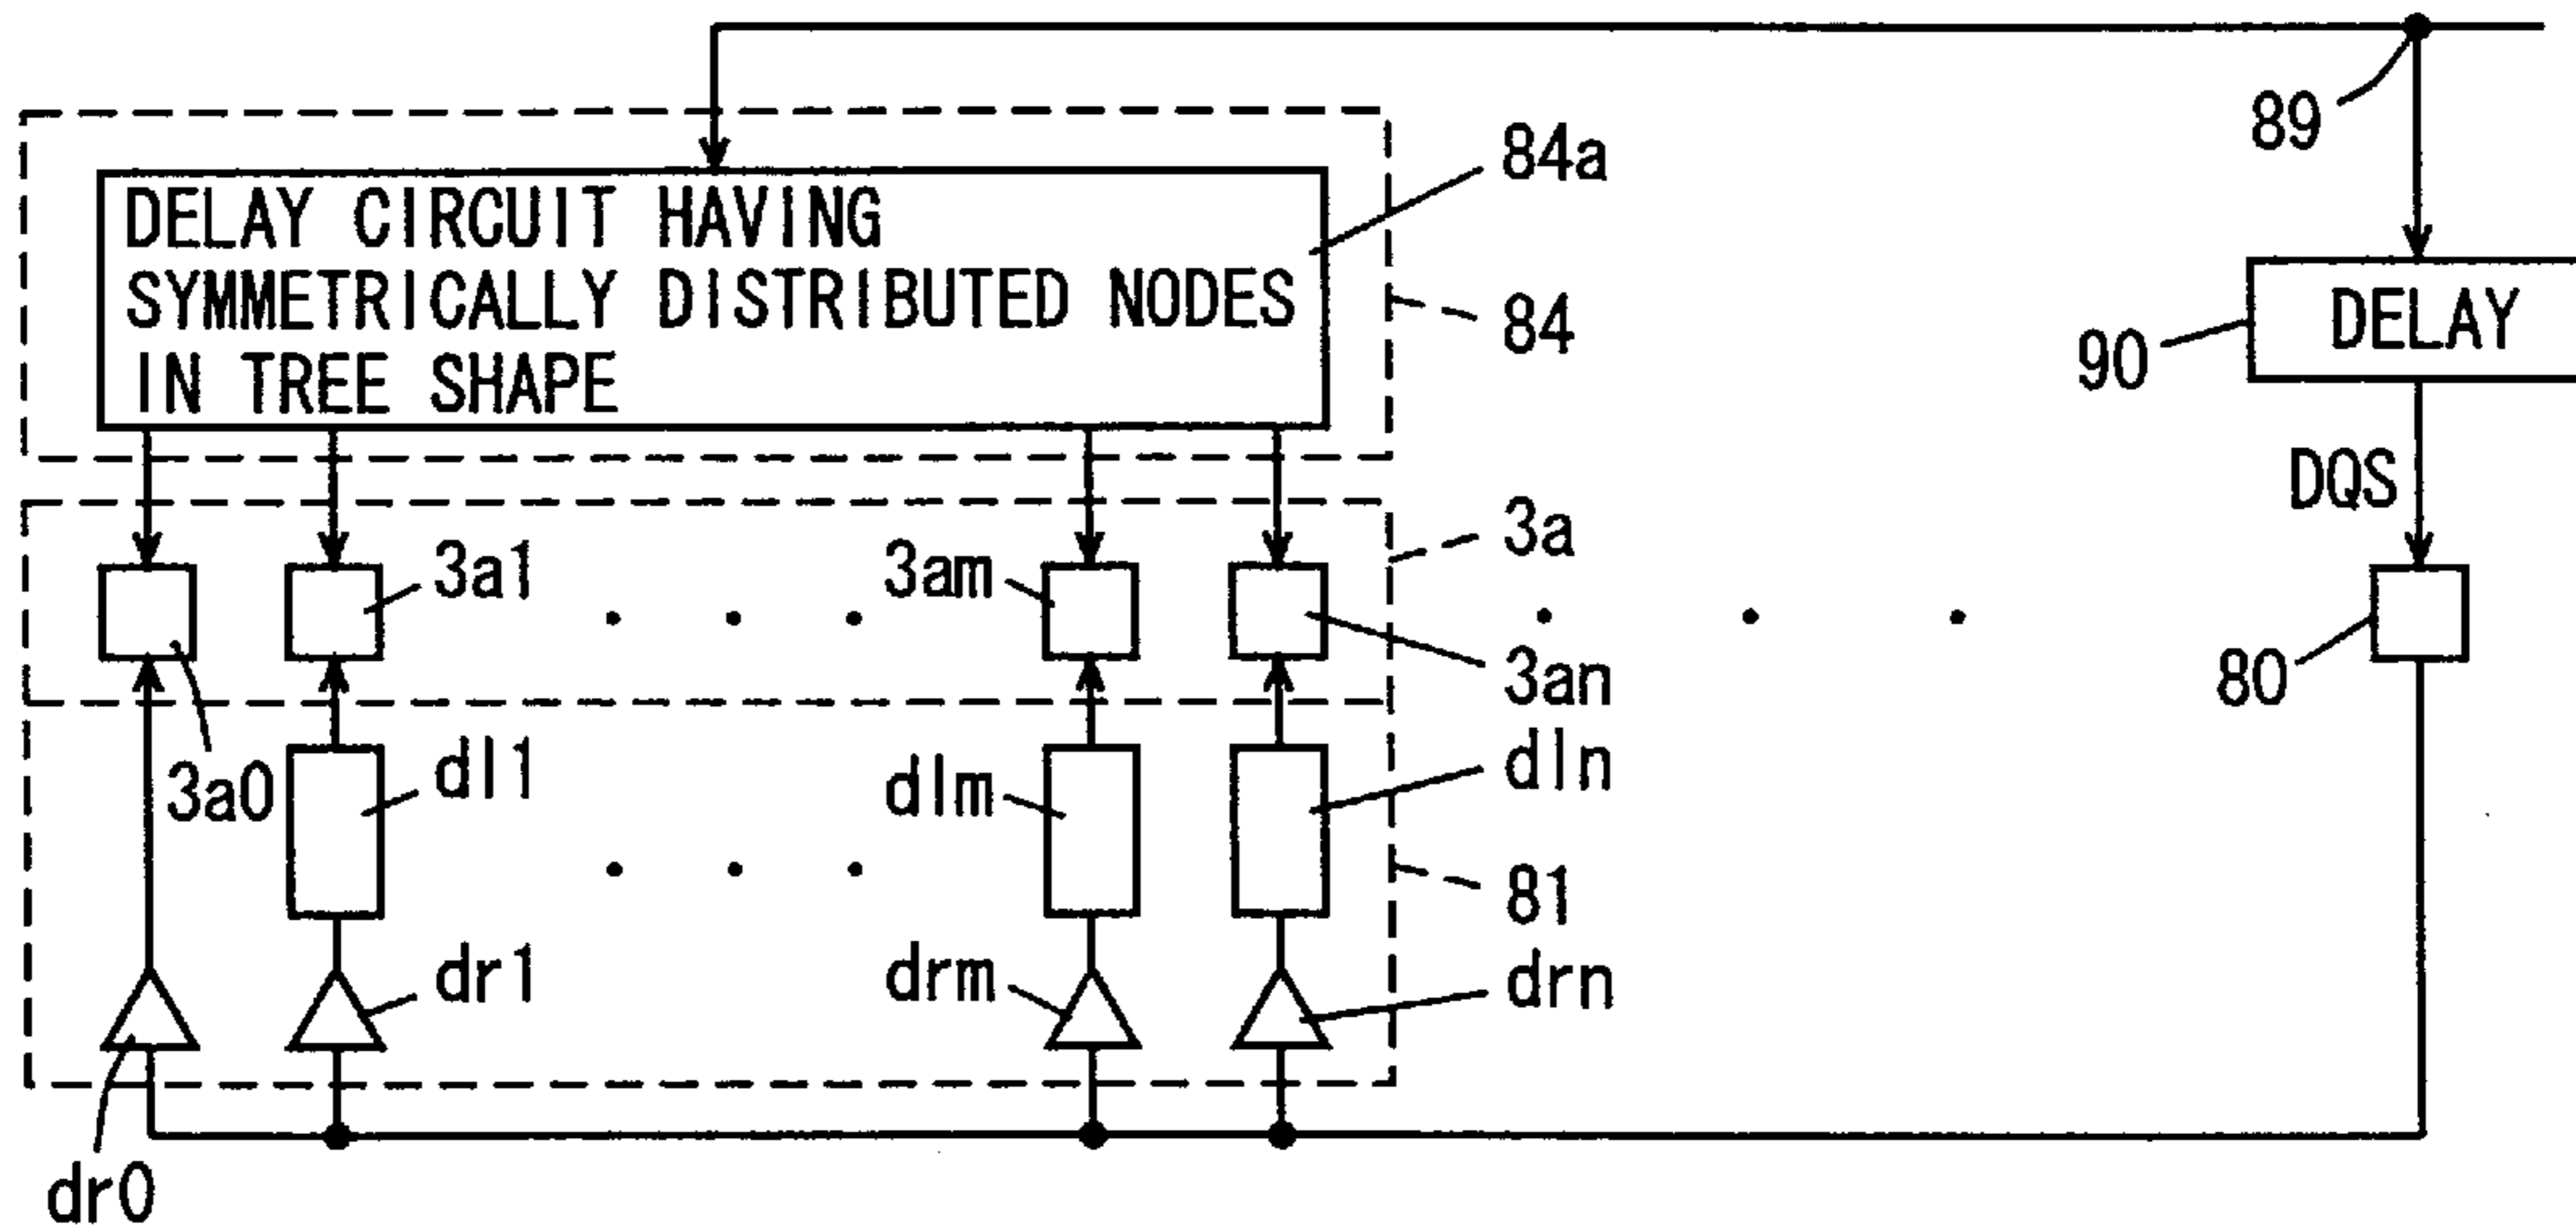 89
84a
DELAY CIRCUIT HAVING
SYMMETRICALLY DISTRIBUTED NODES
IN TREE SHAPE
84
90
DELAY
DQS
3a
3a1
3am
3an
80
3a0
dl1
dlm
dln
81
dr1
drm
drn
dr0